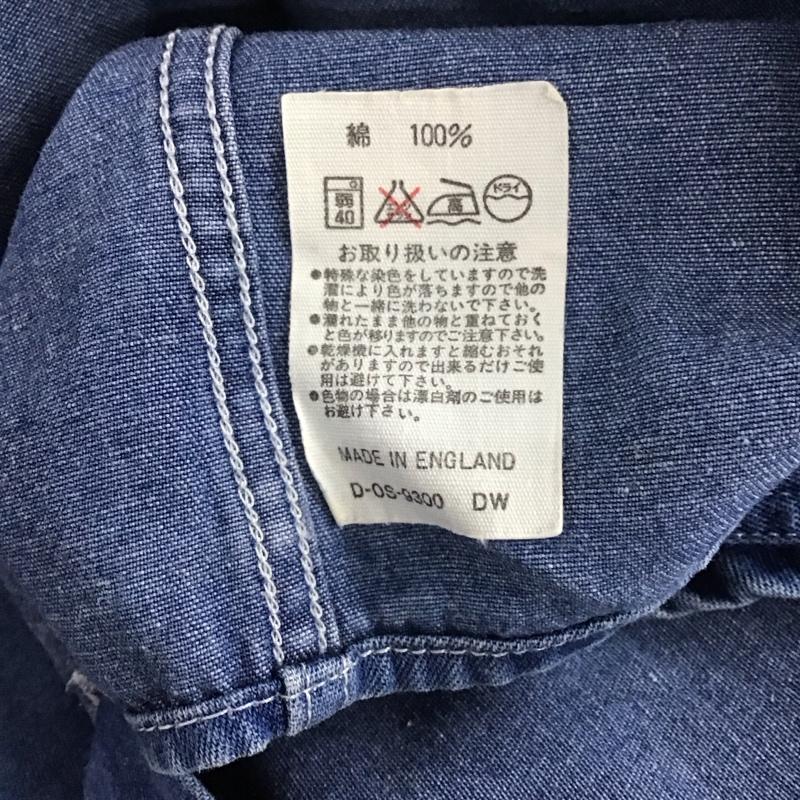 綿 100%
弱 40 高 ドライ
お取り扱いの注意
●特殊な染色をしていますので洗
濯により色が落ちますので他の
物と一緒に洗わないで下さい。
●濡れたまま他の物と重ねておく
と色が移りますのでご注意下さい。
●乾燥機に入れますと縮むおそれ
がありますので出来るだけご使
用は避けて下さい。
●色物の場合は漂白剤のご使用は
お避け下さい。
MADE IN ENGLAND
D-OS-9300 DW